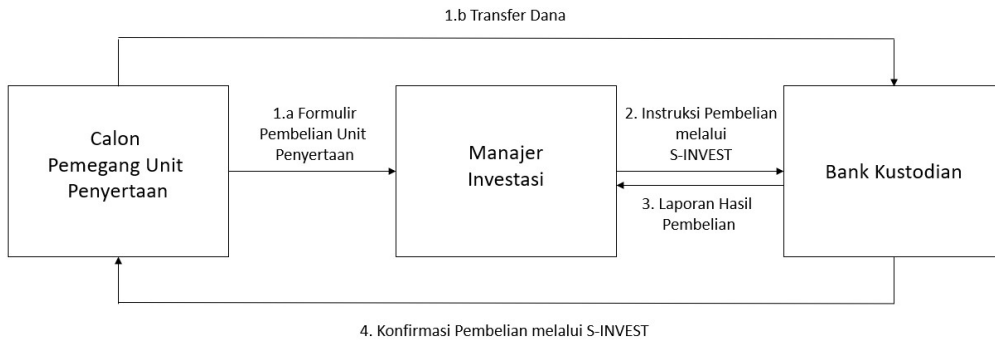 1.b Transfer Dana
Calon
Pemegang Unit
Penyertaan
1.a Formulir
Pembelian Unit
Penyertaan
Manajer
Investasi
2. Instruksi Pembelian
melalui
S-INVEST
3. Laporan Hasil
Pembelian
Bank Kustodian
4. Konfirmasi Pembelian melalui S-INVEST